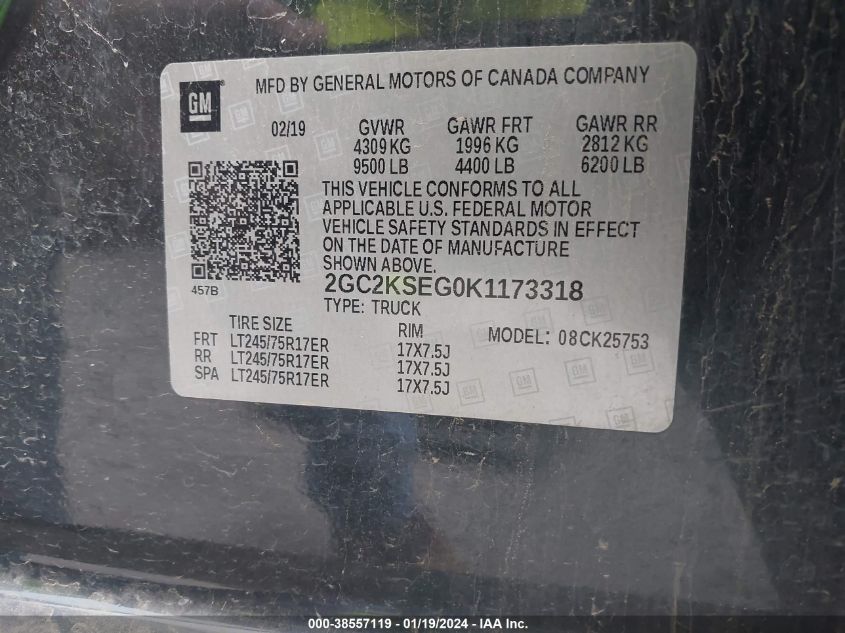 GM
MFD BY GENERAL MOTORS OF CANADA COMPANY
02/19 GVWR GAWR FRT GAWR RR
4309 KG 1996 KG 2812 KG
9500 LB 4400 LB 6200 LB
THIS VEHICLE CONFORMS TO ALL
APPLICABLE U.S. FEDERAL MOTOR
VEHICLE SAFETY STANDARDS IN EFFECT
ON THE DATE OF MANUFACTURE
SHOWN ABOVE.
457B
2GC2KSEG0K1173318
TYPE: TRUCK
TIRE SIZE RIM MODEL: 08CK25753
FRT LT245/75R17ER 17X7.5J
RR LT245/75R17ER 17X7.5J
SPA LT245/75R17ER 17X7.5J
000-38557119 - 01/19/2024 - IAA Inc.